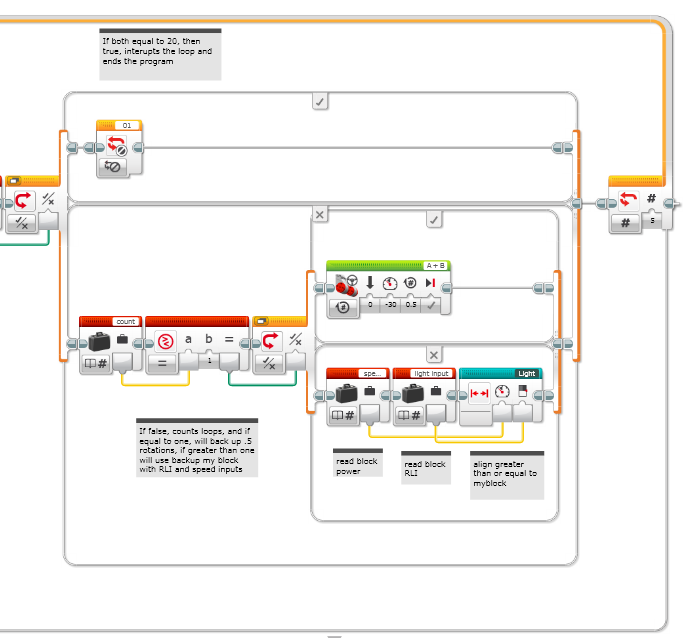 If both equal to 20, then
true, interupts the loop and
ends the program
01
#
#
5
A + B
0 -30 0.5
count
a b =
#
=
1
spe...
light input
Light
#
#
If false, counts loops, and if
equal to one, will back up .5
rotations, if greater than one
will use backup my block
with RLI and speed inputs
read block
power
read block
RLI
align greater
than or equal to
myblock